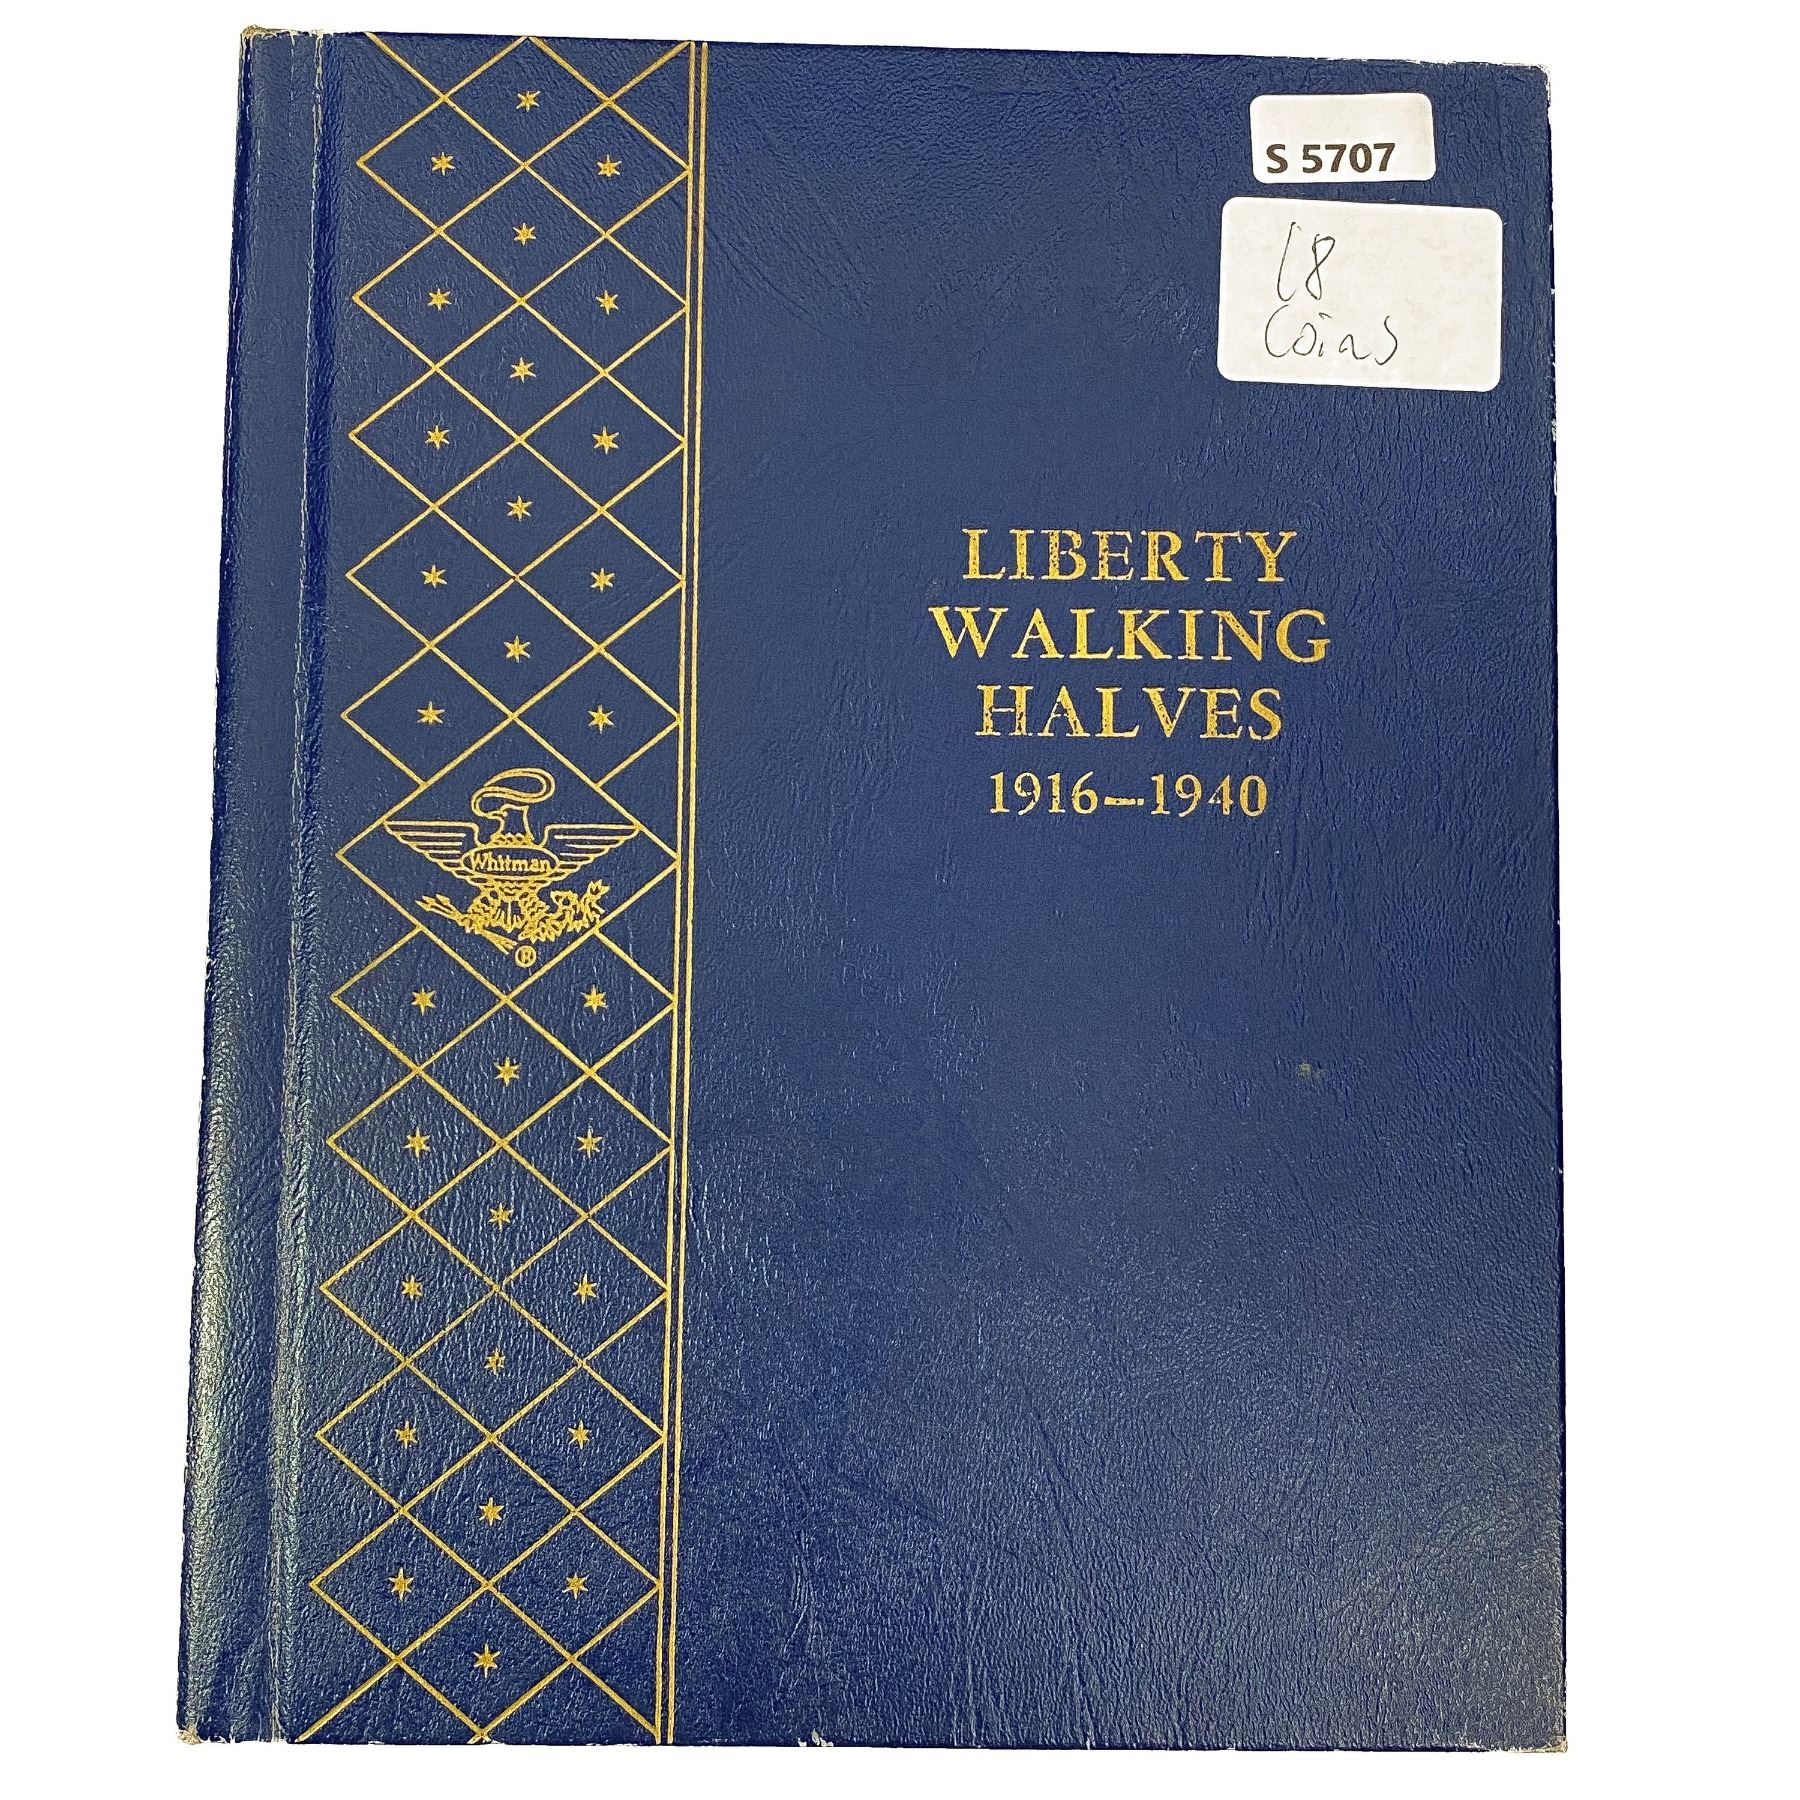 S 5707
18
Coins
LIBERTY
WALKING
HALVES
1916–1940
Whitman
®